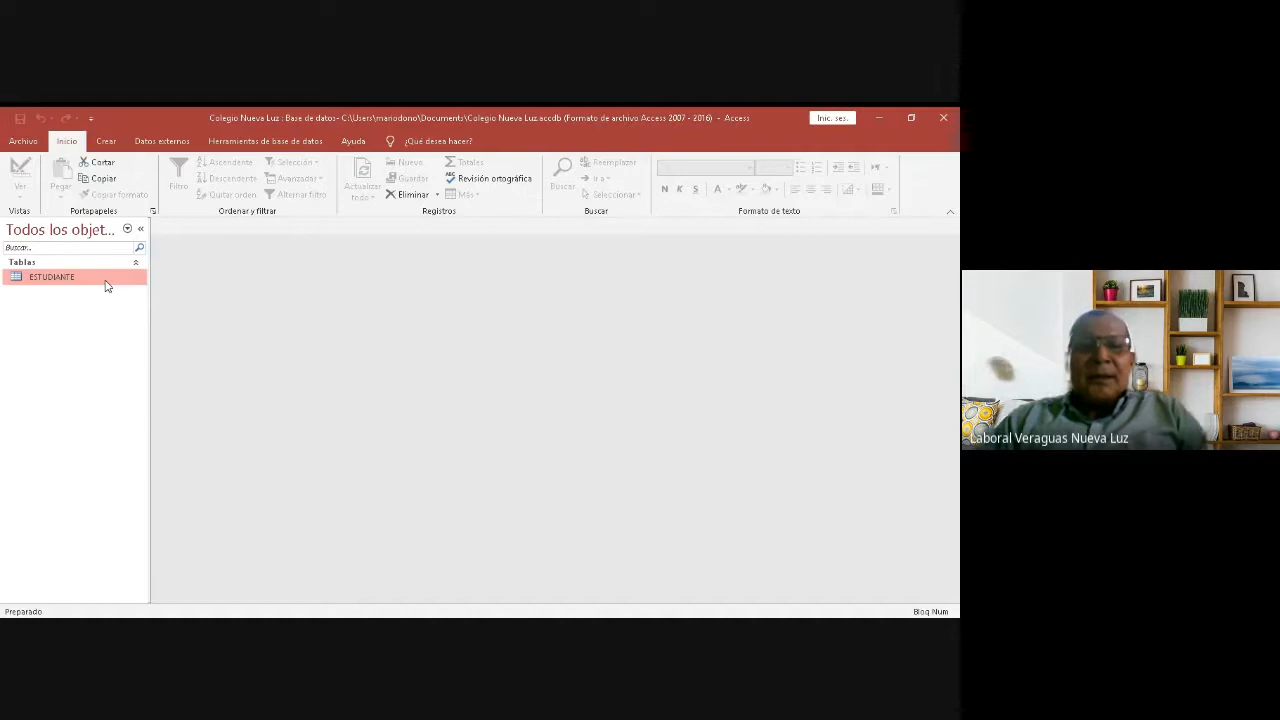 Colegio Nueva Luz : Base de datos- C:\Users\mariodono\Documents\Colegio Nueva Luz.accdb (Formato de archivo Access 2007 - 2016) - Access
Inic. ses.
Archivo Inicio Crear Datos externos Herramientas de base de datos Ayuda ¿Qué desea hacer?
Cortar Ascendente Selección Nuevo Totales Reemplazar
Ver Pegar Copiar Filtro Descendente Avanzadas Actualizar todo Guardar Revisión ortográfica Buscar Ir a
Copiar formato Quitar orden Alternar filtro Eliminar Más Seleccionar N K S A
Vistas Portapapeles Ordenar y filtrar Registros Buscar Formato de texto
Todos los objet...
Buscar..
Tablas
ESTUDIANTE
Laboral Veraguas Nueva Luz
Preparado Bloq Num